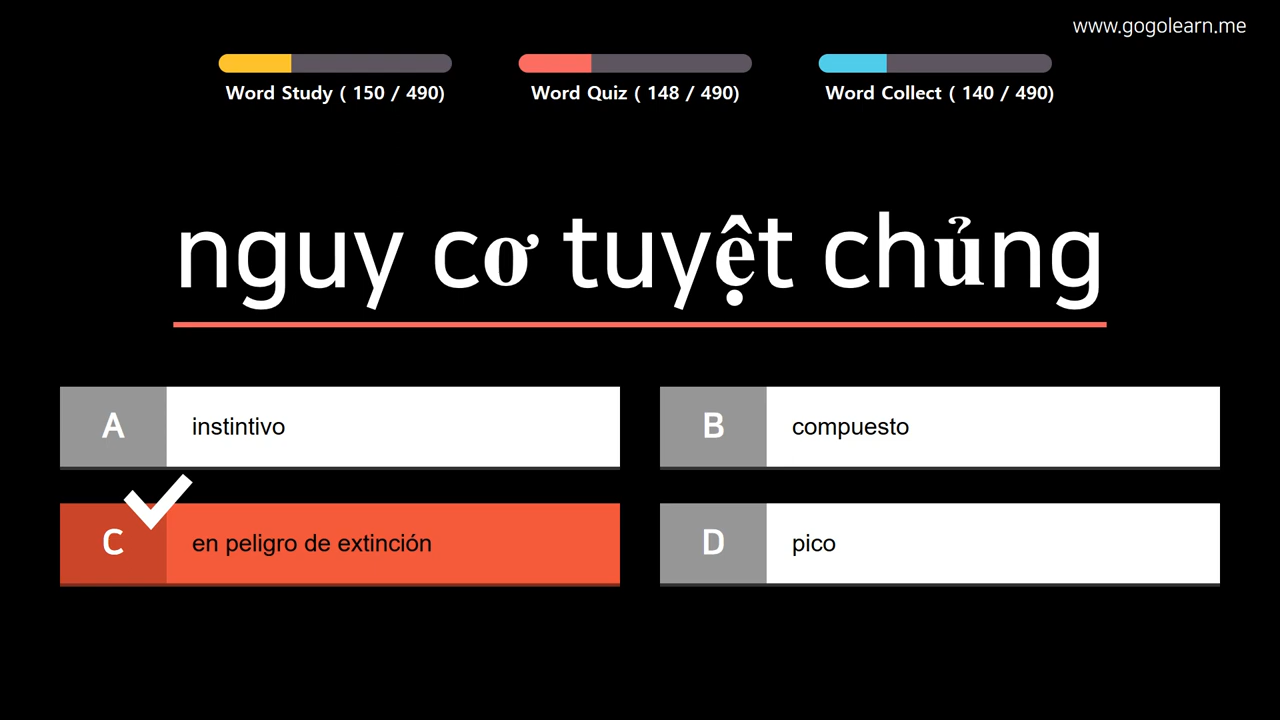 www.gogolearn.me
Word Study ( 150 / 490)
Word Quiz ( 148 / 490)
Word Collect ( 140 / 490)
nguy cơ tuyệt chủng
A instintivo
B compuesto
C en peligro de extinción
D pico